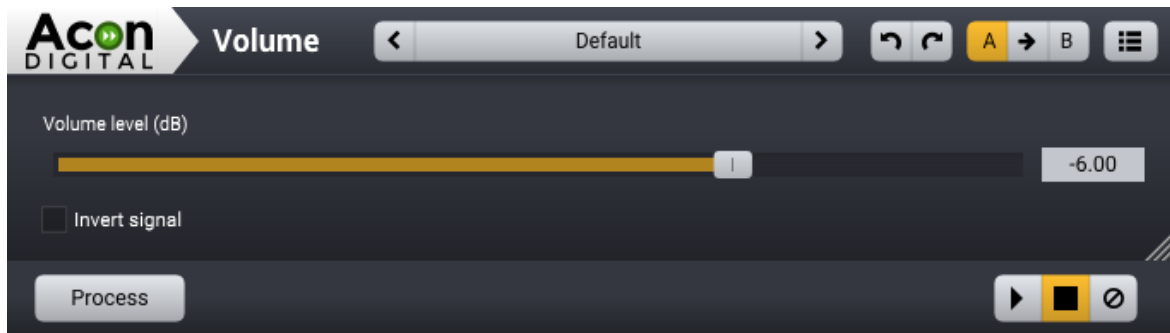 Acon
DIGITAL
Volume
Default
A
B
Volume level (dB)
-6.00
Invert signal
Process